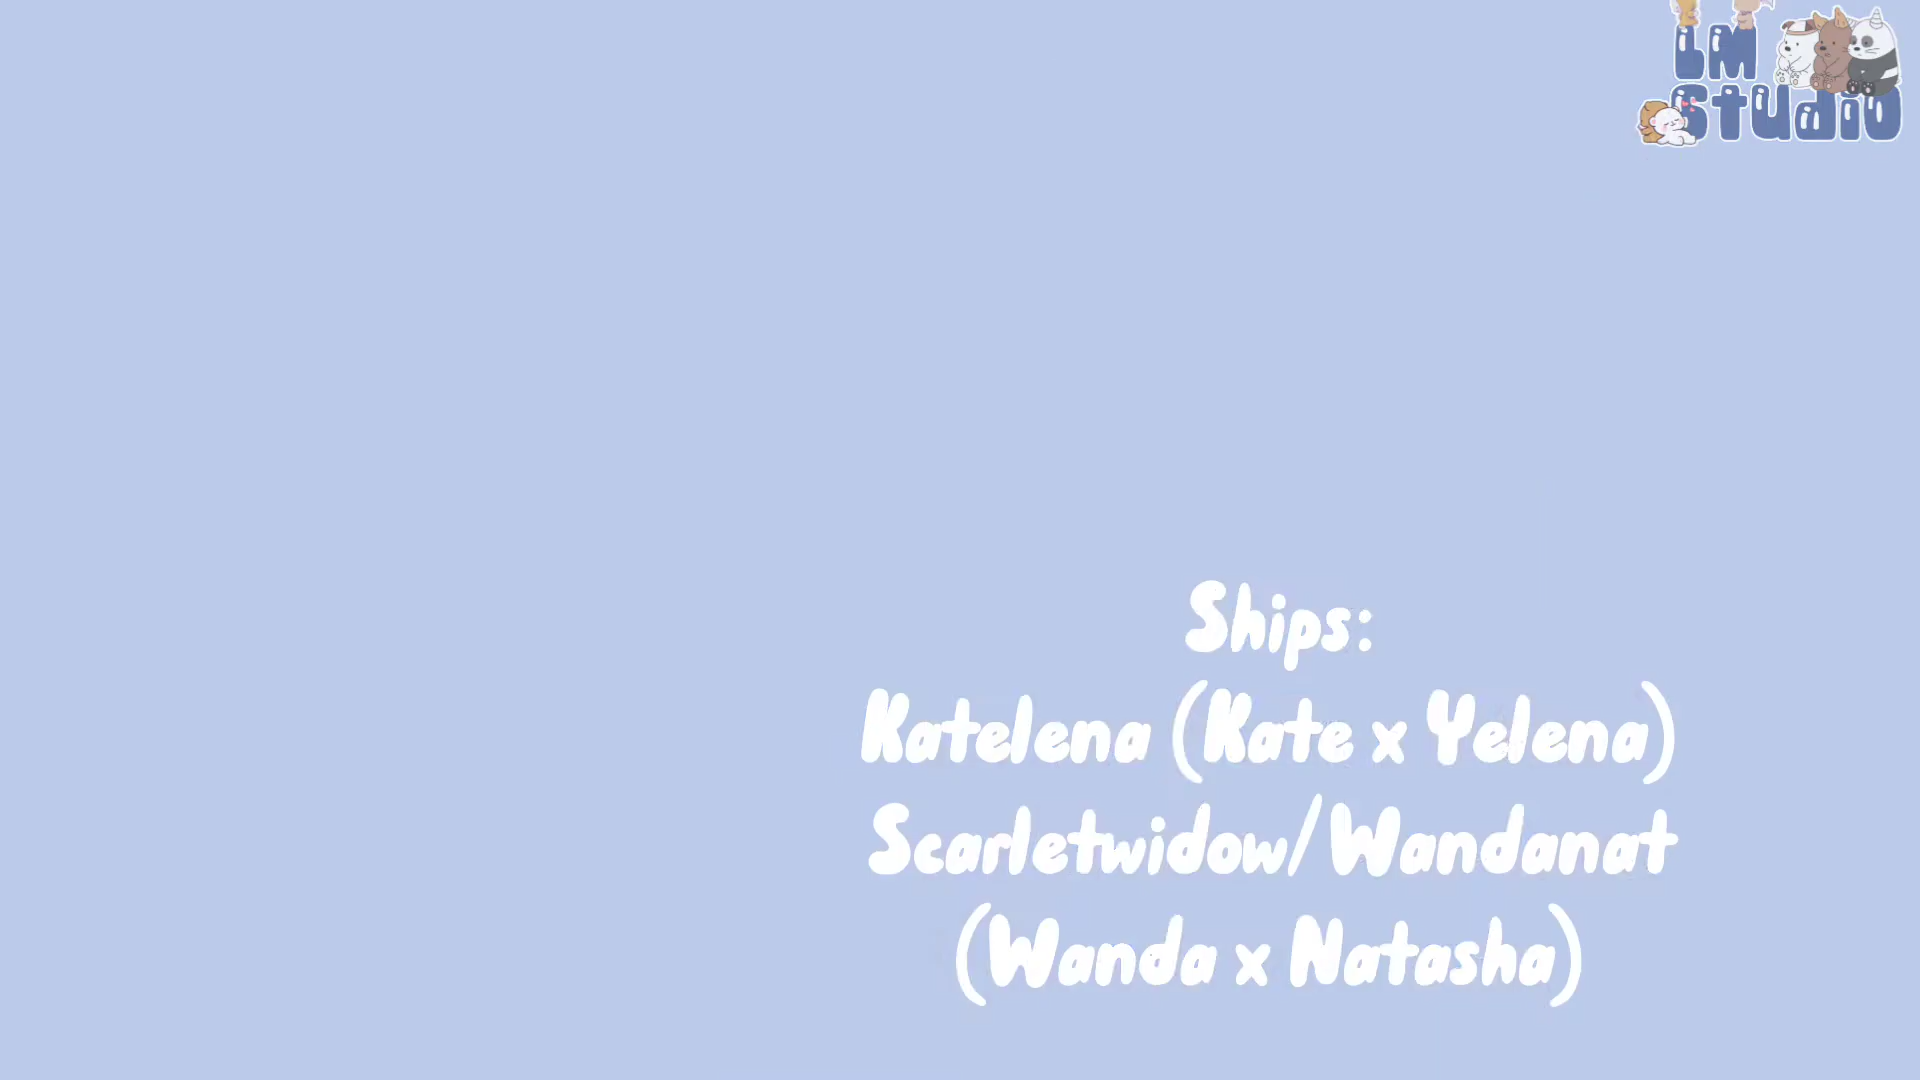 LM
Studio
Ships:
Katelena (Kate x Yelena)
Scarletwidow/Wandanat
(Wanda x Natasha)